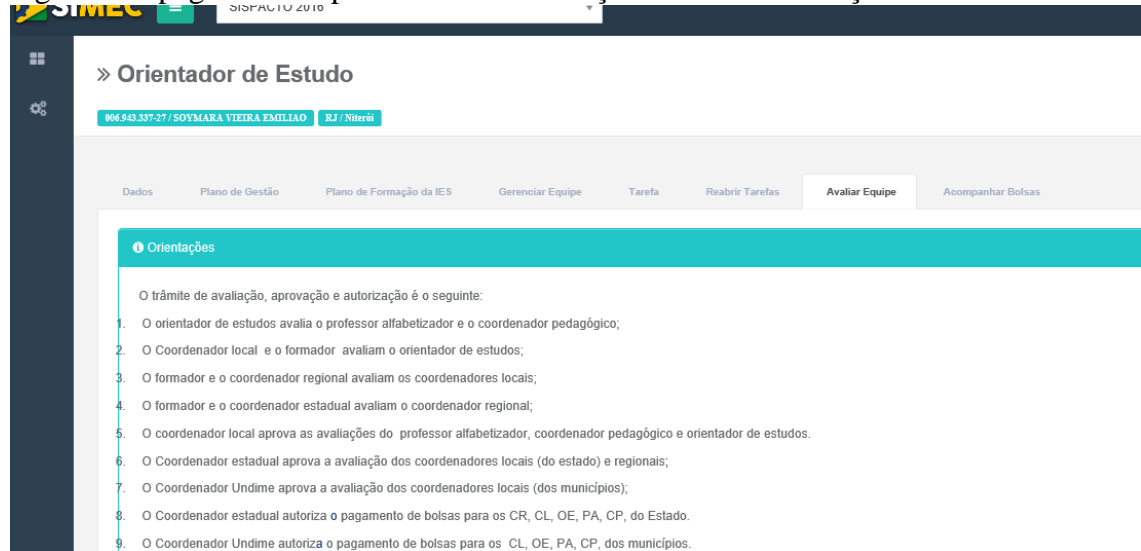 SIMEC
SISPACTO 2016
» Orientador de Estudo
006.943.337-27 / SOYMARA VIEIRA EMILIAO RJ / Niterói
Dados Plano de Gestão Plano de Formação da IES Gerenciar Equipe Tarefa Reabrir Tarefas Avaliar Equipe Acompanhar Bolsas
Orientações
O trâmite de avaliação, aprovação e autorização é o seguinte:
1. O orientador de estudos avalia o professor alfabetizador e o coordenador pedagógico;
2. O Coordenador local e o formador avaliam o orientador de estudos;
3. O formador e o coordenador regional avaliam os coordenadores locais;
4. O formador e o coordenador estadual avaliam o coordenador regional;
5. O coordenador local aprova as avaliações do professor alfabetizador, coordenador pedagógico e orientador de estudos.
6. O Coordenador estadual aprova a avaliação dos coordenadores locais (do estado) e regionais;
7. O Coordenador Undime aprova a avaliação dos coordenadores locais (dos municípios);
8. O Coordenador estadual autoriza o pagamento de bolsas para os CR, CL, OE, PA, CP, do Estado.
9. O Coordenador Undime autoriza o pagamento de bolsas para os CL, OE, PA, CP, dos municípios.